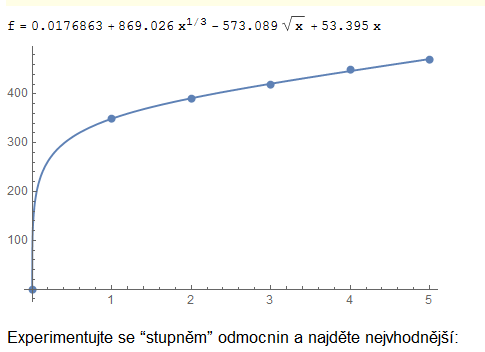 f = 0.0176863 + 869.026 x^1/3 − 573.089 √x + 53.395 x
400
300
200
100
1 2 3 4 5
Experimentujte se “stupněm” odmocnin a najděte nejvhodnější: